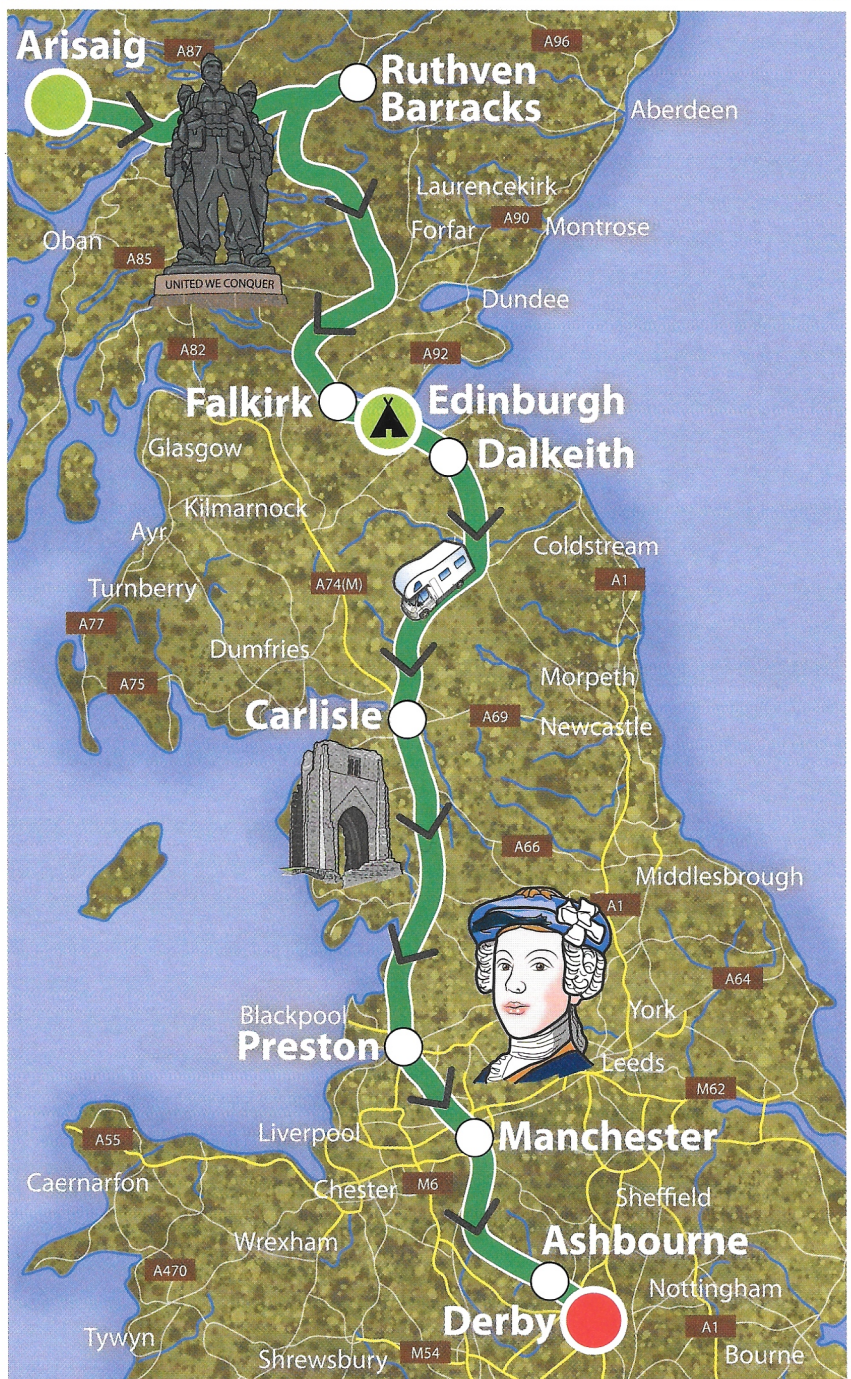 Arisaig
A87
A96
Ruthven
Barracks
Aberdeen
Laurencekirk
A90
Montrose
Forfar
Oban
A85
UNITED WE CONQUER
Dundee
A82
A92
Falkirk
Edinburgh
Glasgow
Dalkeith
Kilmarnock
Ayr
Coldstream
Turnberry
A74(M)
A1
A77
Dumfries
A75
Morpeth
Carlisle
A69
Newcastle
A66
Middlesbrough
A1
A64
Blackpool
York
Preston
Leeds
M62
Liverpool
Manchester
A55
Caernarfon
Chester
M6
Sheffield
Wrexham
Ashbourne
A470
Nottingham
Derby
A1
Tywyn
Shrewsbury
M54
Bourne